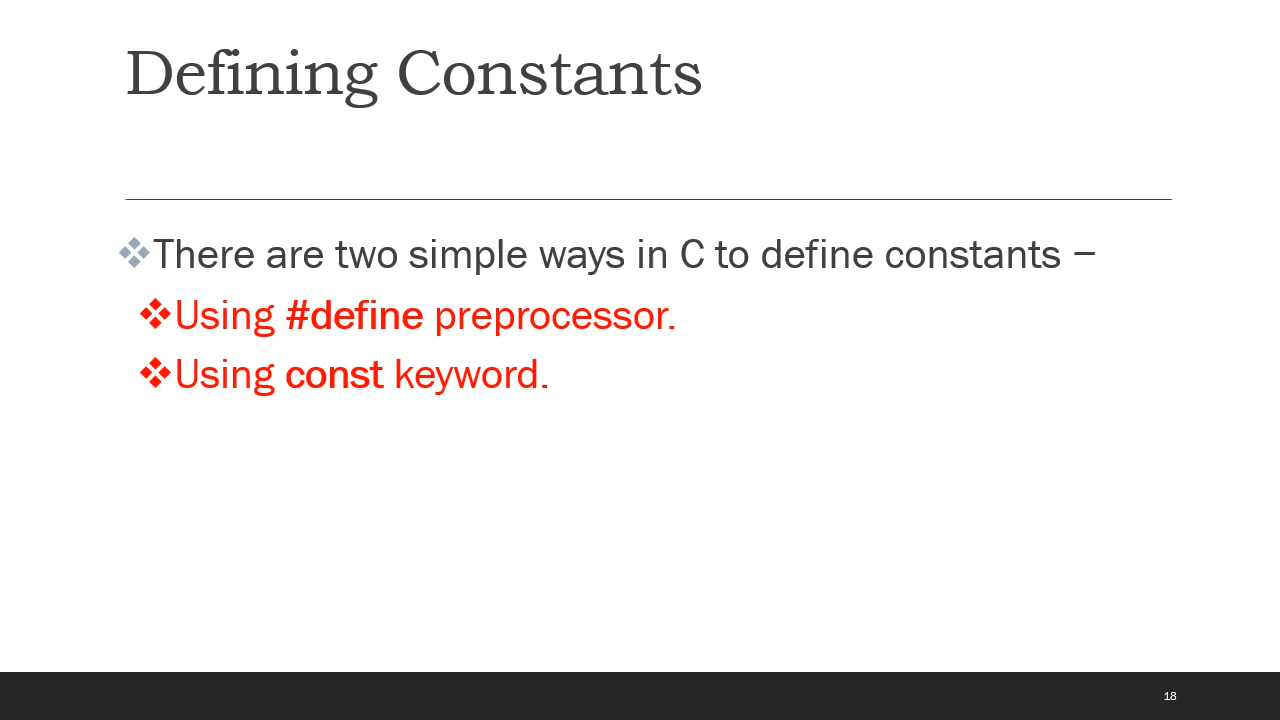 Defining Constants
❖There are two simple ways in C to define constants −
❖Using #define preprocessor.
❖Using const keyword.
18